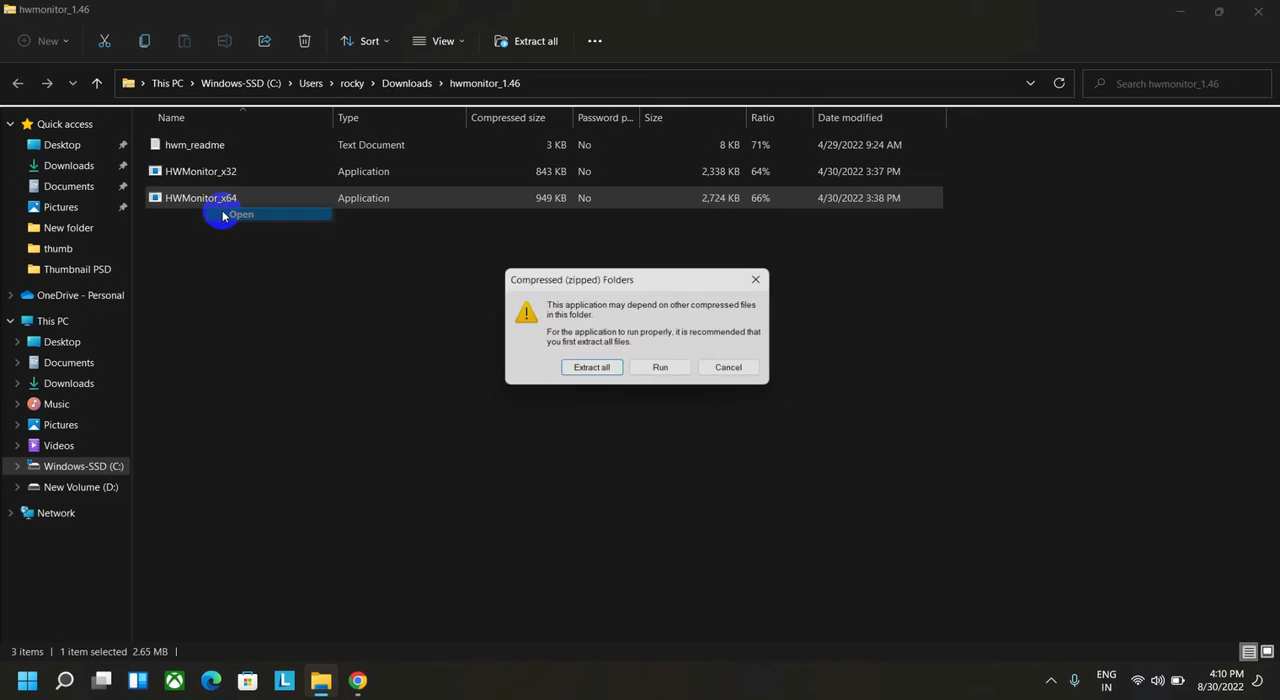 hwmonitor_1.46
New
Sort
View
Extract all
This PC > Windows-SSD (C:) > Users > rocky > Downloads > hwmonitor_1.46
Search hwmonitor_1.46
Name Type Compressed size Password p... Size Ratio Date modified
hwm_readme Text Document 3 KB No 8 KB 71% 4/29/2022 9:24 AM
HWMonitor_x32 Application 843 KB No 2,338 KB 64% 4/30/2022 3:37 PM
HWMonitor_x64 Application 949 KB No 2,724 KB 66% 4/30/2022 3:38 PM
Open
Quick access
Desktop
Downloads
Documents
Pictures
New folder
thumb
Thumbnail PSD
OneDrive - Personal
This PC
Desktop
Documents
Downloads
Music
Pictures
Videos
Windows-SSD (C:)
New Volume (D:)
Network
Compressed (zipped) Folders
This application may depend on other compressed files
in this folder.
For the application to run properly, it is recommended that
you first extract all files.
Extract all Run Cancel
3 items 1 item selected 2.65 MB
ENG
IN
4:10 PM
8/30/2022